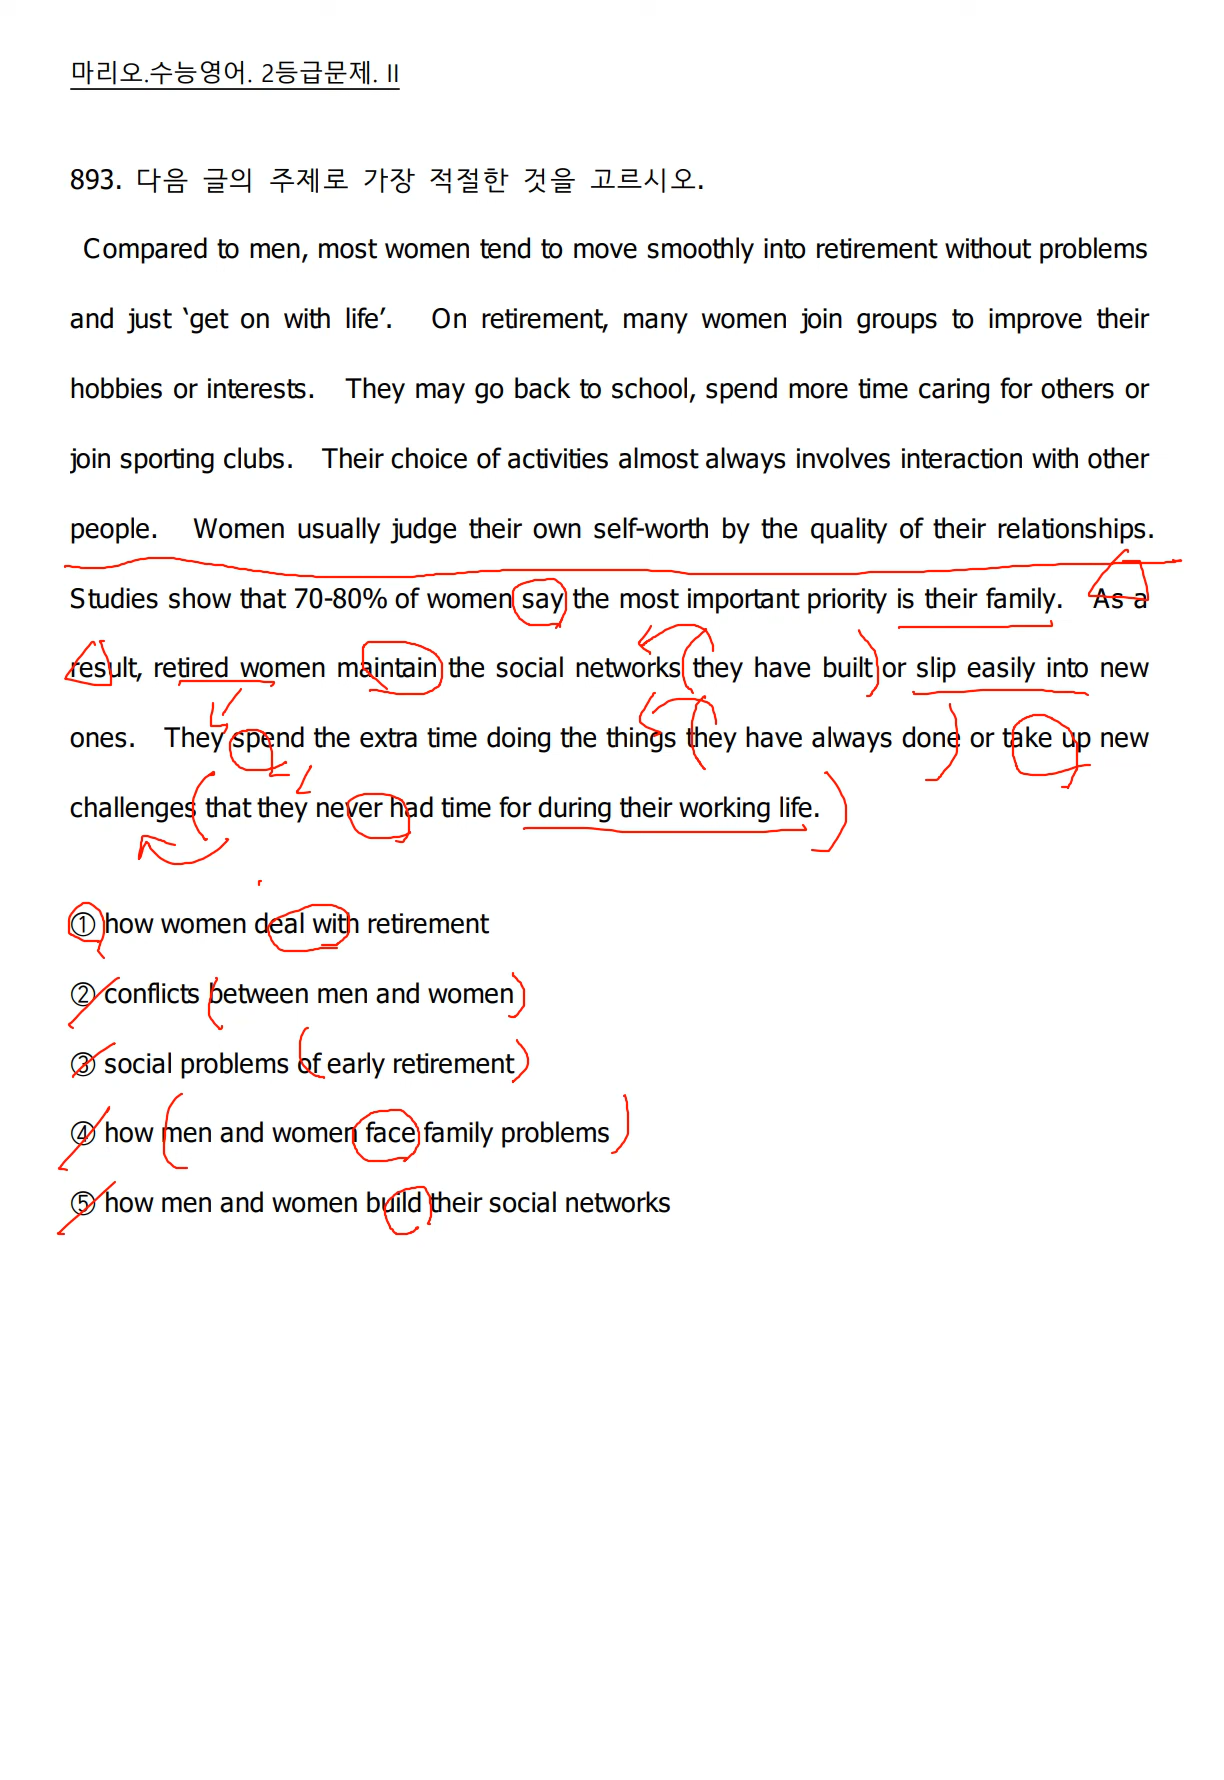 마리오.수능영어. 2등급문제. II
893. 다음 글의 주제로 가장 적절한 것을 고르시오.
Compared to men, most women tend to move smoothly into retirement without problems
and just ‘get on with life’. On retirement, many women join groups to improve their
hobbies or interests. They may go back to school, spend more time caring for others or
join sporting clubs. Their choice of activities almost always involves interaction with other
people. Women usually judge their own self-worth by the quality of their relationships.
Studies show that 70-80% of women say the most important priority is their family. As a
result, retired women maintain the social networks they have built or slip easily into new
ones. They spend the extra time doing the things they have always done or take up new
challenges that they never had time for during their working life.
① how women deal with retirement
② conflicts between men and women
③ social problems of early retirement
④ how men and women face family problems
⑤ how men and women build their social networks